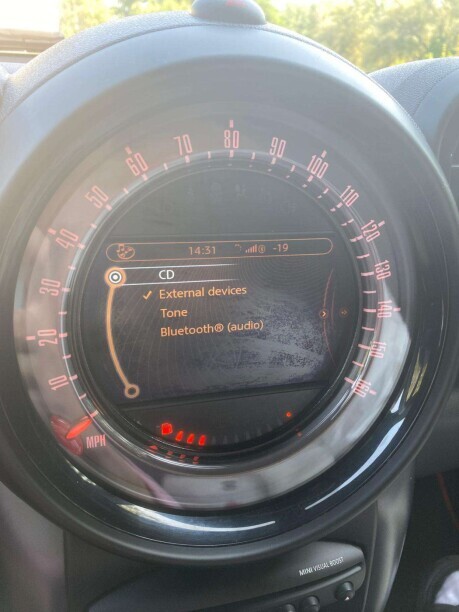 14:31 -19
CD
✓ External devices
Tone
Bluetooth® (audio)
10
20
30
40
50
60
70
80
90
100
110
120
130
140
150
160
MPH
MINI VISUAL BOOST